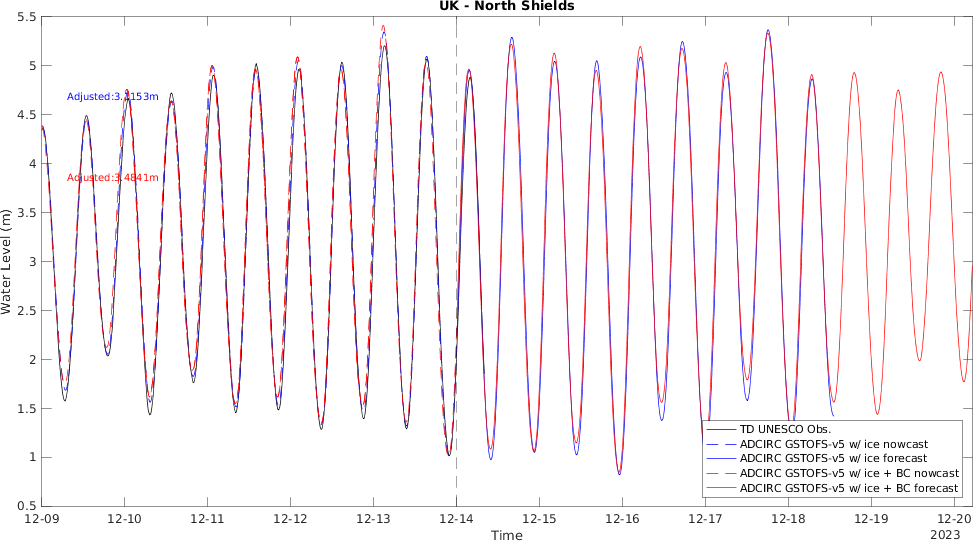 UK - North Shields
5.5
5
4.5
4
3.5
3
2.5
2
1.5
1
0.5
Water Level (m)
Adjusted:3.4841m
TD UNESCO Obs.
ADCIRC GSTOFS-v5 w/ ice nowcast
ADCIRC GSTOFS-v5 w/ ice forecast
ADCIRC GSTOFS-v5 w/ ice + BC nowcast
ADCIRC GSTOFS-v5 w/ ice + BC forecast
12-09 12-10 12-11 12-12 12-13 12-14 12-15 12-16 12-17 12-18 12-19 12-20
Time
2023